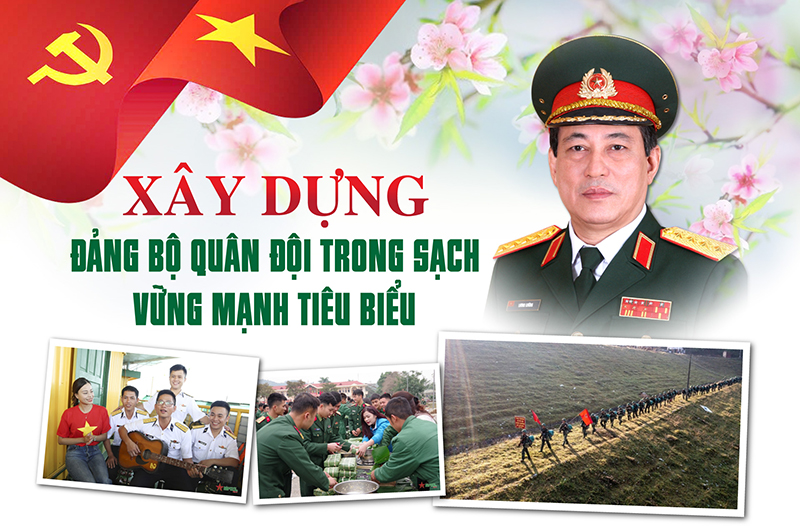 XÂY DỰNG
ĐẢNG BỘ QUÂN ĐỘI TRONG SẠCH
VỮNG MẠNH TIÊU BIỂU